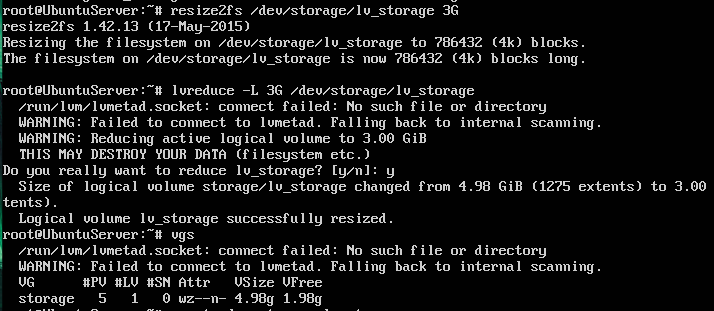 root@UbuntuServer:~# resize2fs /dev/storage/lv_storage 3G
resize2fs 1.42.13 (17-May-2015)
Resizing the filesystem on /dev/storage/lv_storage to 786432 (4k) blocks.
The filesystem on /dev/storage/lv_storage is now 786432 (4k) blocks long.
root@UbuntuServer:~# lvreduce -L 3G /dev/storage/lv_storage
/run/lvm/lvmetad.socket: connect failed: No such file or directory
WARNING: Failed to connect to lvmetad. Falling back to internal scanning.
WARNING: Reducing active logical volume to 3.00 GiB
THIS MAY DESTROY YOUR DATA (filesystem etc.)
Do you really want to reduce lv_storage? [y/n]: y
Size of logical volume storage/lv_storage changed from 4.98 GiB (1275 extents) to 3.00
tents).
Logical volume lv_storage successfully resized.
root@UbuntuServer:~# vgs
/run/lvm/lvmetad.socket: connect failed: No such file or directory
WARNING: Failed to connect to lvmetad. Falling back to internal scanning.
VG #PV #LV #SN Attr VSize VFree
storage 5 1 0 wz--n- 4.98g 1.98g